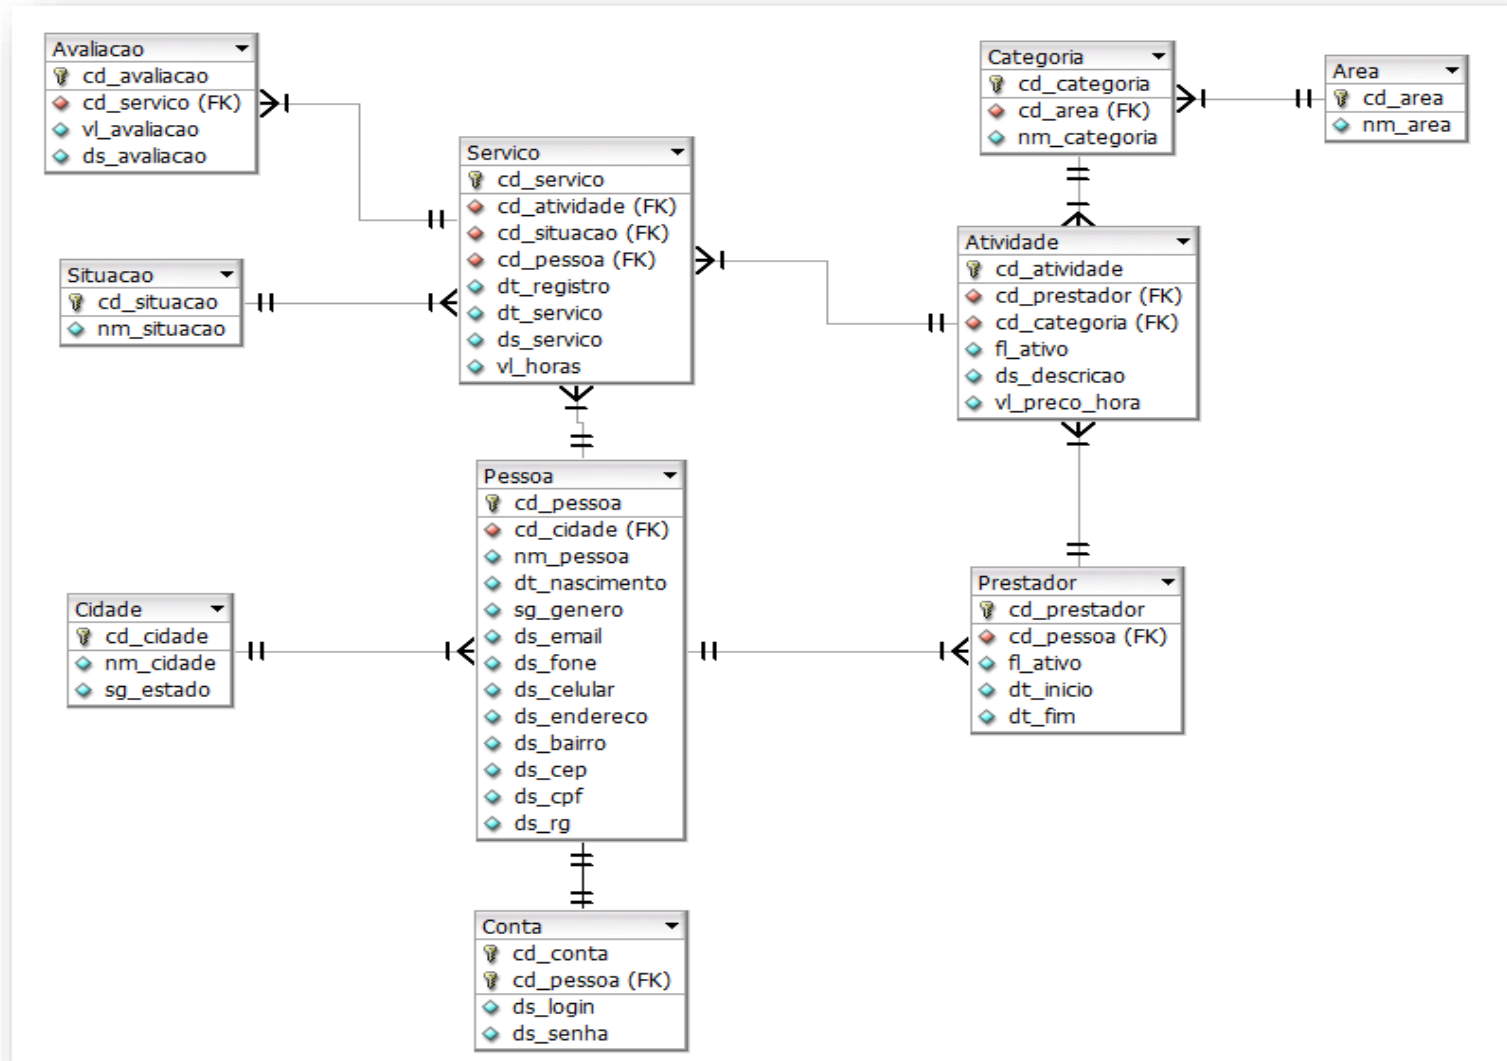 Avaliacao
cd_avaliacao
cd_servico (FK)
vl_avaliacao
ds_avaliacao
Categoria
cd_categoria
cd_area (FK)
nm_categoria
Area
cd_area
nm_area
Servico
cd_servico
cd_atividade (FK)
cd_situacao (FK)
cd_pessoa (FK)
dt_registro
dt_servico
ds_servico
vl_horas
Situacao
cd_situacao
nm_situacao
Atividade
cd_atividade
cd_prestador (FK)
cd_categoria (FK)
fl_ativo
ds_descricao
vl_preco_hora
Pessoa
cd_pessoa
cd_cidade (FK)
nm_pessoa
dt_nascimento
sg_genero
ds_email
ds_fone
ds_celular
ds_endereco
ds_bairro
ds_cep
ds_cpf
ds_rg
Cidade
cd_cidade
nm_cidade
sg_estado
Prestador
cd_prestador
cd_pessoa (FK)
fl_ativo
dt_inicio
dt_fim
Conta
cd_conta
cd_pessoa (FK)
ds_login
ds_senha